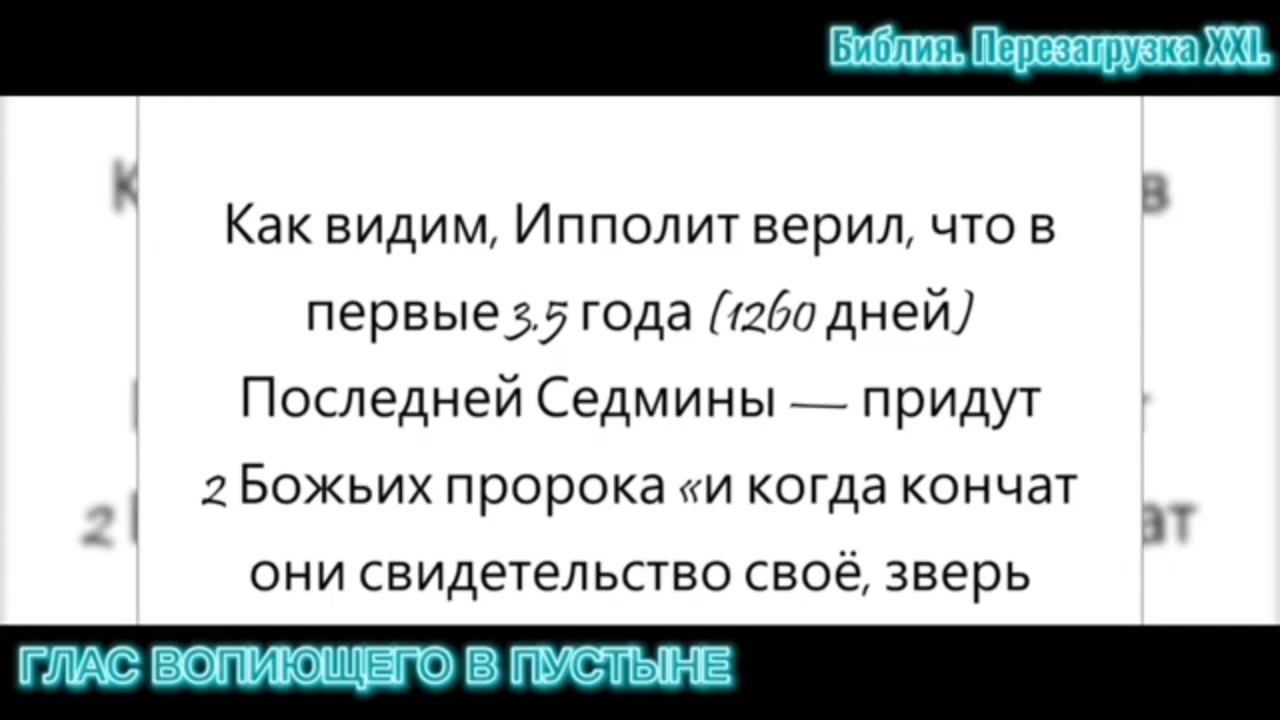 Библия. Перезагрузка XXI.
Как видим, Ипполит верил, что в
первые 3.5 года (1260 дней)
Последней Седмины — придут
2 Божьих пророка «и когда кончат
они свидетельство своё, зверь
ГЛАС ВОПИЮЩЕГО В ПУСТЫНЕ